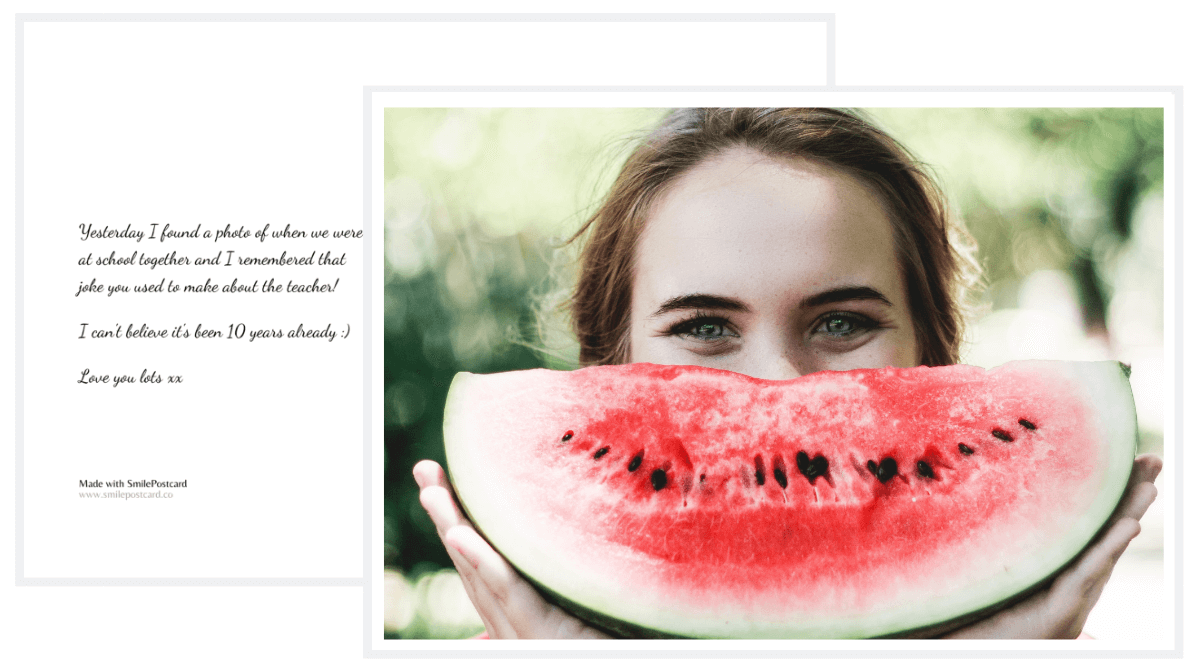 Yesterday I found a photo of when we were
at school together and I remembered that
joke you used to make about the teacher!
I can't believe it's been 10 years already :)
Love you lots xx
Made with SmilePostcard
www.smilepostcard.co